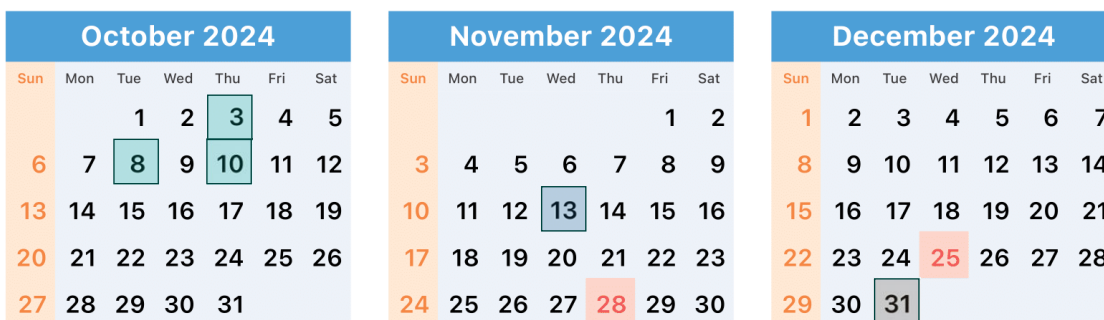 October 2024
Sun Mon Tue Wed Thu Fri Sat
1 2 3 4 5
6 7 8 9 10 11 12
13 14 15 16 17 18 19
20 21 22 23 24 25 26
27 28 29 30 31
November 2024
Sun Mon Tue Wed Thu Fri Sat
1 2
3 4 5 6 7 8 9
10 11 12 13 14 15 16
17 18 19 20 21 22 23
24 25 26 27 28 29 30
December 2024
Sun Mon Tue Wed Thu Fri Sat
1 2 3 4 5 6 7
8 9 10 11 12 13 14
15 16 17 18 19 20 21
22 23 24 25 26 27 28
29 30 31